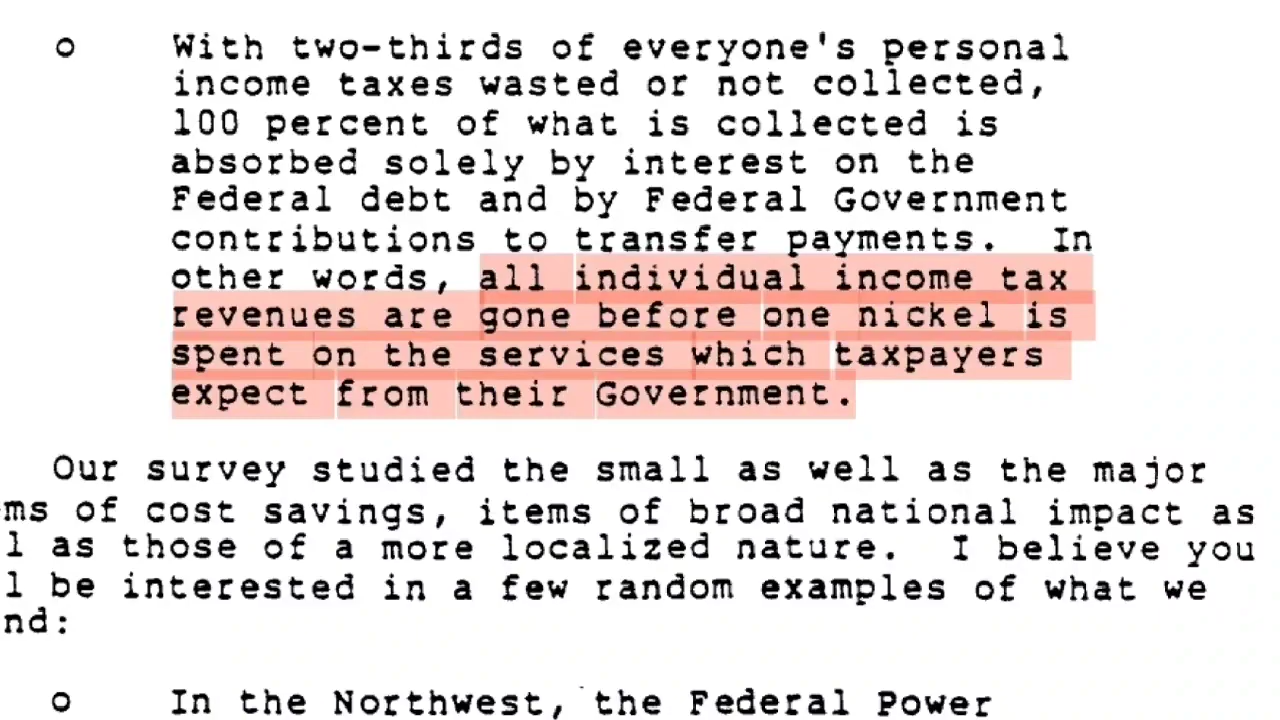 o With two-thirds of everyone's personal
income taxes wasted or not collected,
100 percent of what is collected is
absorbed solely by interest on the
Federal debt and by Federal Government
contributions to transfer payments. In
other words, all individual income tax
revenues are gone before one nickel is
spent on the services which taxpayers
expect from their Government.
Our survey studied the small as well as the major
ms of cost savings, items of broad national impact as
l as those of a more localized nature. I believe you
l be interested in a few random examples of what we
nd:
o In the Northwest, the Federal Power